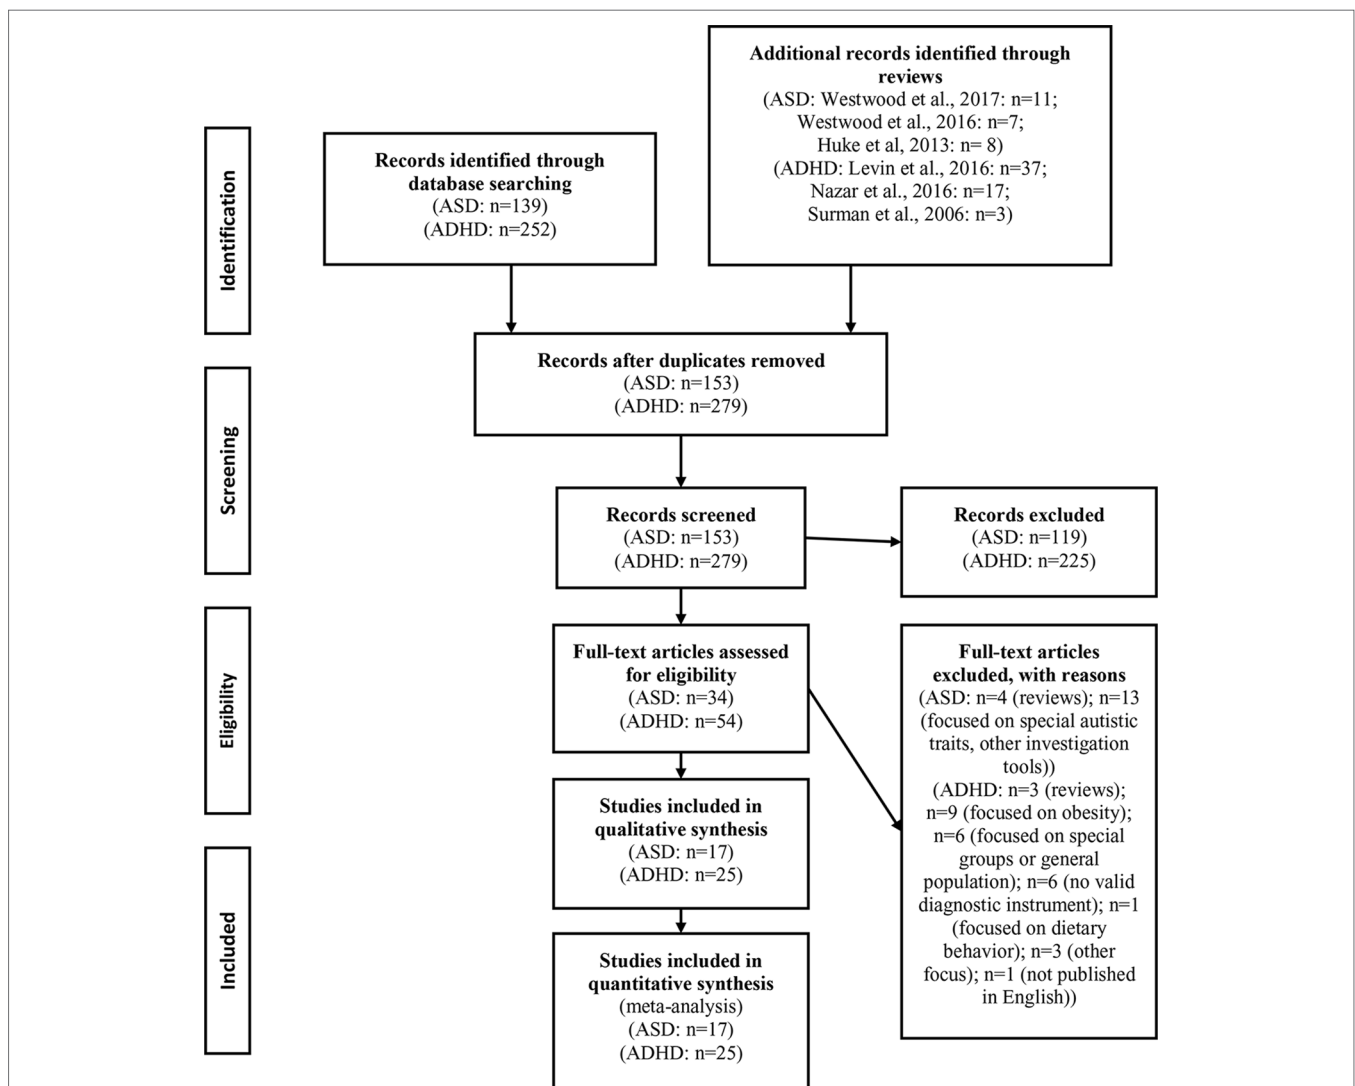 Additional records identified through
reviews
(ASD: Westwood et al., 2017: n=11;
Westwood et al., 2016: n=7;
Huke et al, 2013: n= 8)
(ADHD: Levin et al., 2016: n=37;
Nazar et al., 2016: n=17;
Surman et al., 2006: n=3)
Identification
Records identified through
database searching
(ASD: n=139)
(ADHD: n=252)
Records after duplicates removed
(ASD: n=153)
(ADHD: n=279)
Screening
Records screened
(ASD: n=153)
(ADHD: n=279)
Records excluded
(ASD: n=119)
(ADHD: n=225)
Eligibility
Full-text articles assessed
for eligibility
(ASD: n=34)
(ADHD: n=54)
Full-text articles
excluded, with reasons
(ASD: n=4 (reviews); n=13
(focused on special autistic
traits, other investigation
tools))
(ADHD: n=3 (reviews);
n=9 (focused on obesity);
n=6 (focused on special
groups or general
population); n=6 (no valid
diagnostic instrument); n=1
(focused on dietary
behavior); n=3 (other
focus); n=1 (not published
in English))
Studies included in
qualitative synthesis
(ASD: n=17)
(ADHD: n=25)
Included
Studies included in
quantitative synthesis
(meta-analysis)
(ASD: n=17)
(ADHD: n=25)